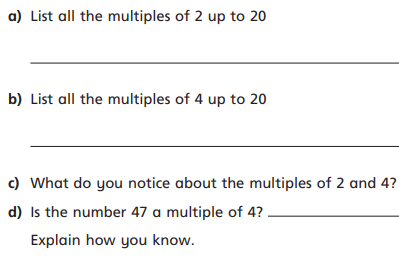 a) List all the multiples of 2 up to 20
b) List all the multiples of 4 up to 20
c) What do you notice about the multiples of 2 and 4?
d) Is the number 47 a multiple of 4?
Explain how you know.